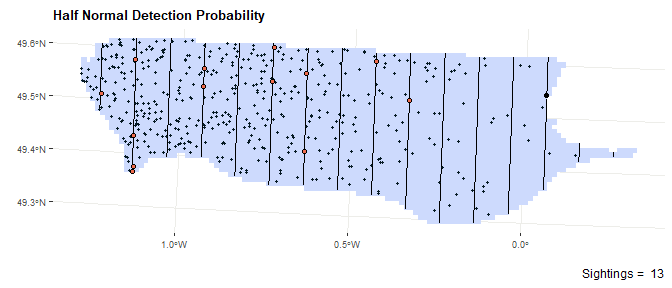 Half Normal Detection Probability
49.6°N
49.5°N
49.4°N
49.3°N
1.0°W
0.5°W
0.0°
Sightings = 13